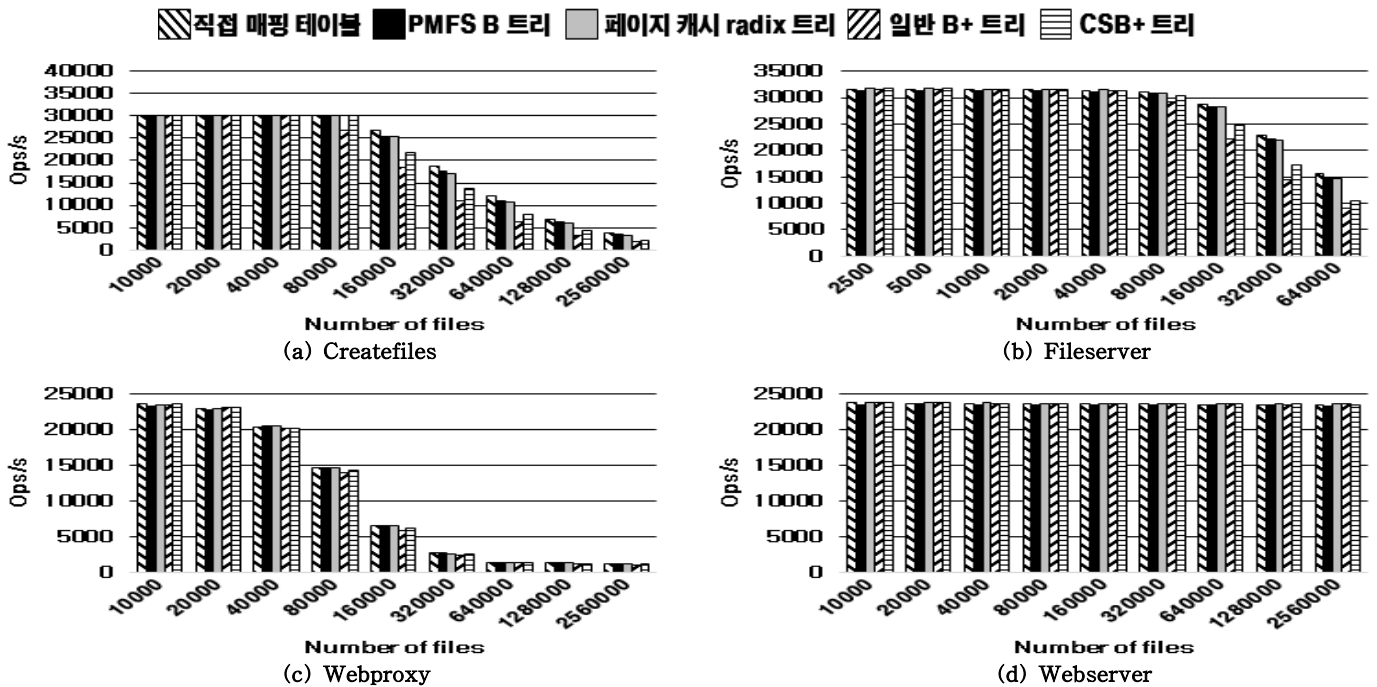 직접 매핑 테이블 PMFS B 트리 페이지 캐시 radix 트리 일반 B+ 트리 CSB+ 트리
40000
35000
30000
25000
20000
15000
10000
5000
0
Ops/s
10000 20000 40000 80000 160000 320000 640000 1280000 2560000
Number of files
(a) Createfiles
35000
30000
25000
20000
15000
10000
5000
0
Ops/s
2500 5000 10000 20000 40000 80000 160000 320000 640000
Number of files
(b) Fileserver
25000
20000
15000
10000
5000
0
Ops/s
10000 20000 40000 80000 160000 320000 640000 1280000 2560000
Number of files
(c) Webproxy
25000
20000
15000
10000
5000
0
Ops/s
10000 20000 40000 80000 160000 320000 640000 1280000 2560000
Number of files
(d) Webserver